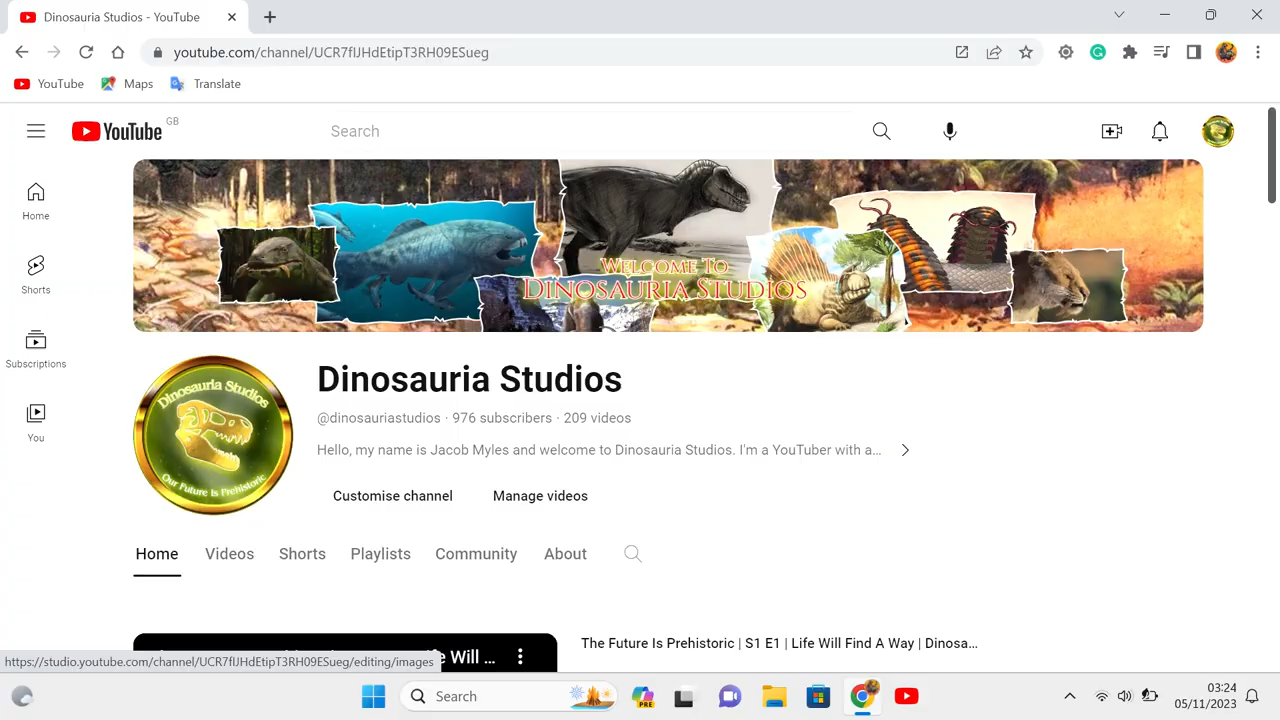 Dinosauria Studios - YouTube
youtube.com/channel/UCR7fIJHdEtipT3RH09ESueg
YouTube
Maps
Translate
YouTube GB
Search
Home
Shorts
Subscriptions
You
WELCOME TO
DINOSAURIA STUDIOS
Dinosauria Studios
Our Future Is Prehistoric
Dinosauria Studios
@dinosauriastudios · 976 subscribers · 209 videos
Hello, my name is Jacob Myles and welcome to Dinosauria Studios. I'm a YouTuber with a...
Customise channel
Manage videos
Home
Videos
Shorts
Playlists
Community
About
The Future Is Prehistoric | S1 E1 | Life Will Find A Way | Dinosa...
Will ...
https://studio.youtube.com/channel/UCR7fIJHdEtipT3RH09ESueg/editing/images
Search
PRE
03:24
05/11/2023